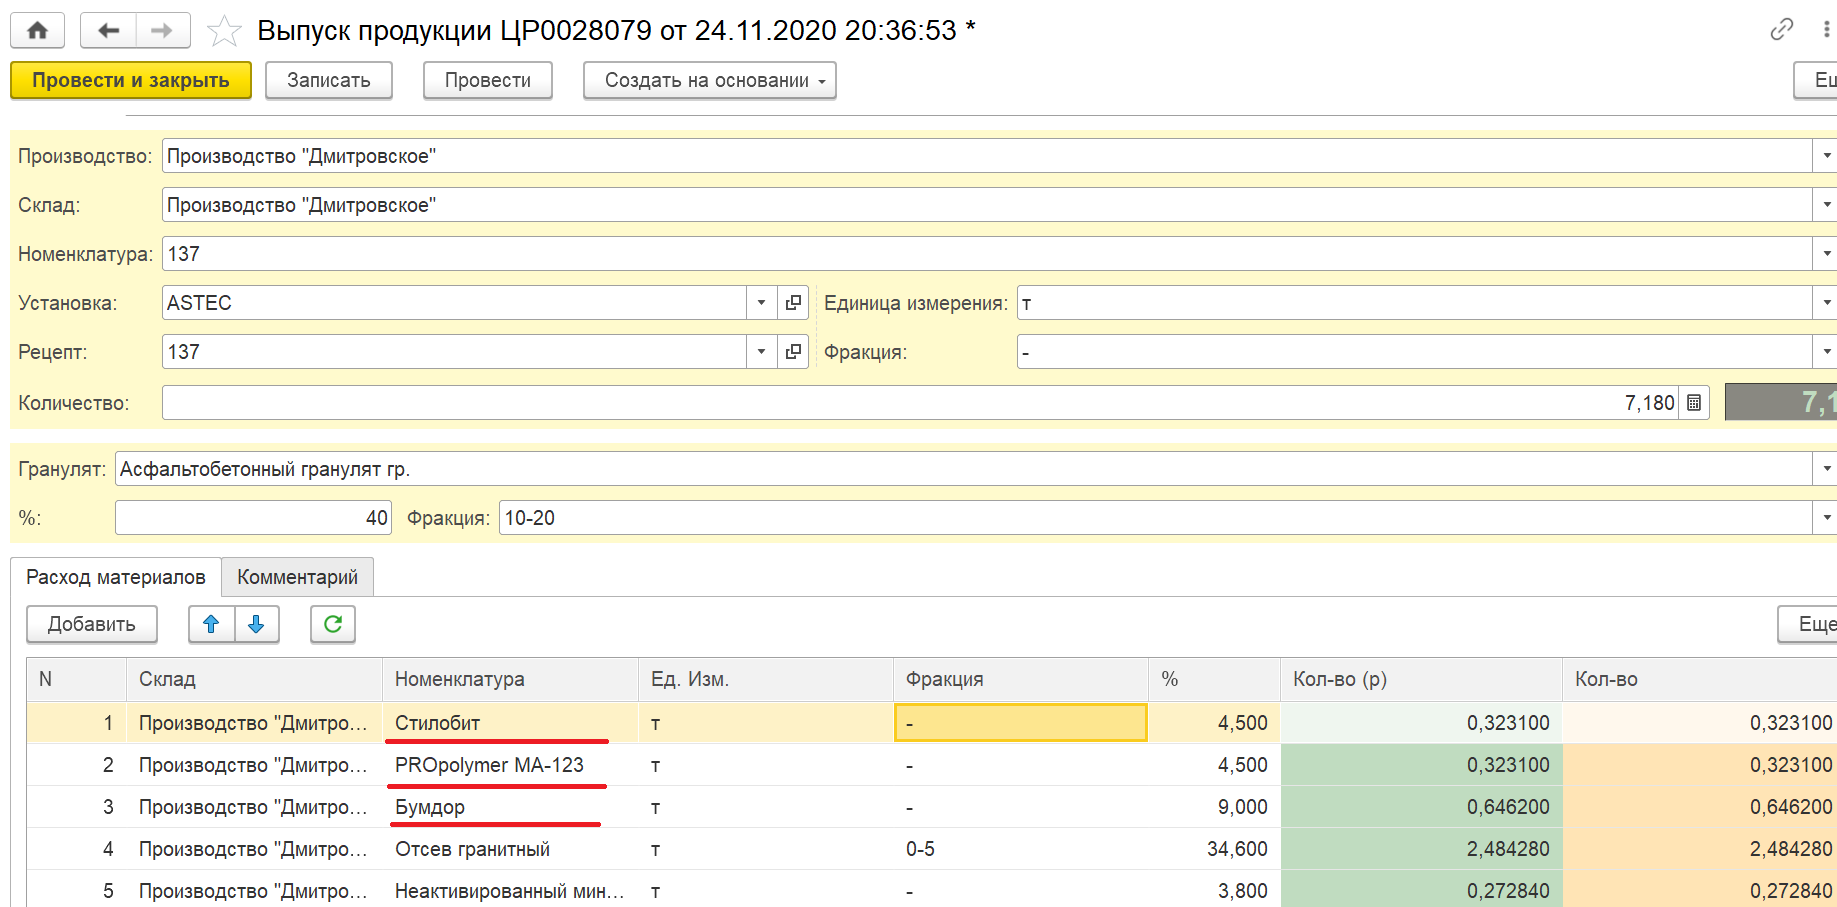 Выпуск продукции ЦР0028079 от 24.11.2020 20:36:53 *
Провести и закрыть Записать Провести Создать на основании Ещ
Производство: Производство "Дмитровское"
Склад: Производство "Дмитровское"
Номенклатура: 137
Установка: ASTEC Единица измерения: т
Рецепт: 137 Фракция: -
Количество: 7,180 7,1
Гранулят: Асфальтобетонный гранулят гр.
%: 40 Фракция: 10-20
Расход материалов Комментарий
Добавить Еще
N Склад Номенклатура Ед. Изм. Фракция % Кол-во (р) Кол-во
1 Производство "Дмитро... Стилобит т - 4,500 0,323100 0,323100
2 Производство "Дмитро... PROpolymer МА-123 т - 4,500 0,323100 0,323100
3 Производство "Дмитро... Бумдор т - 9,000 0,646200 0,646200
4 Производство "Дмитро... Отсев гранитный т 0-5 34,600 2,484280 2,484280
5 Производство "Дмитро... Неактивированный мин... т - 3,800 0,272840 0,272840